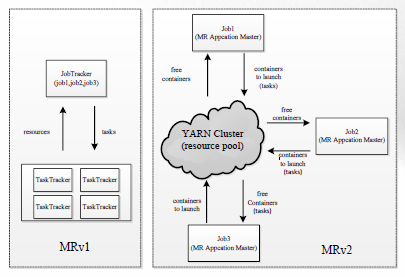 JobTracker
(job1,job2,job3)
resources
tasks
TaskTracker
TaskTracker
TaskTracker
TaskTracker
MRv1
Job1
(MR Appcation Master)
free
containers
containers
to launch
(tasks)
YARN Cluster
(resource pool)
free
containers
Job2
(MR Appcation Master)
containers
to launch
(tasks)
containers
to launch
free
Containers
(tasks)
Job3
(MR Appcation Master)
MRv2